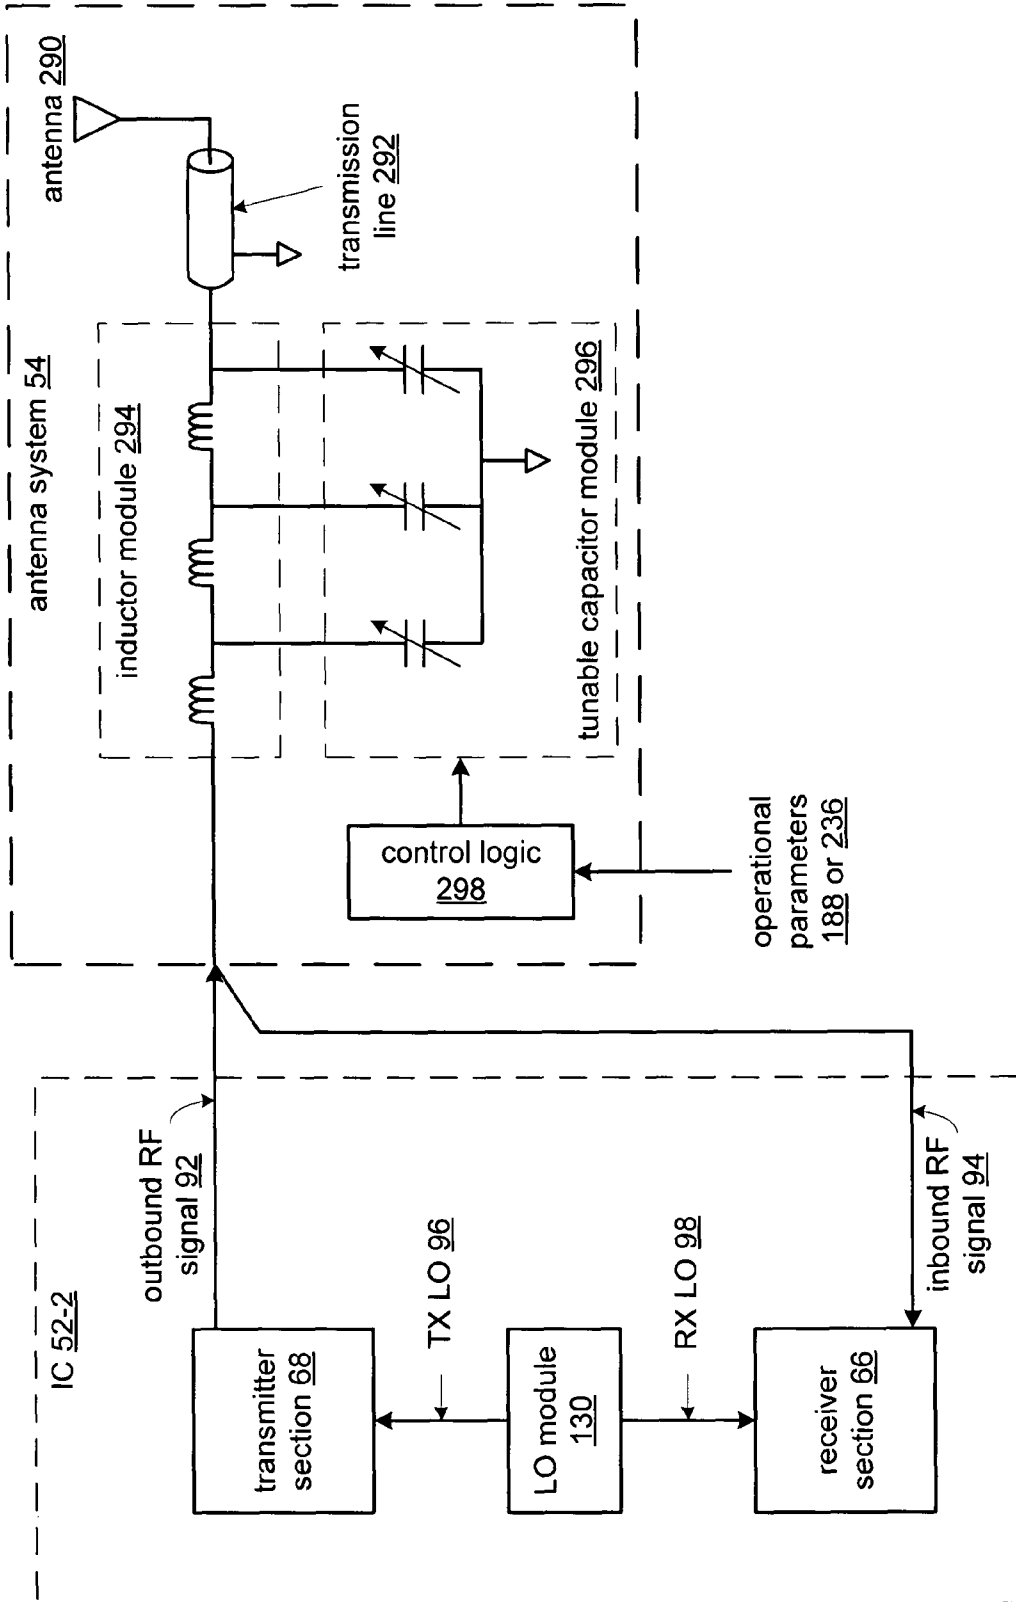 IC 52-2
outbound RF
signal 92
transmitter
section 68
TX LO 96
LO module
130
RX LO 98
receiver
section 66
inbound RF
signal 94
antenna system 54
inductor module 294
antenna 290
transmission
line 292
tunable capacitor module 296
control logic
298
operational
parameters
188 or 236